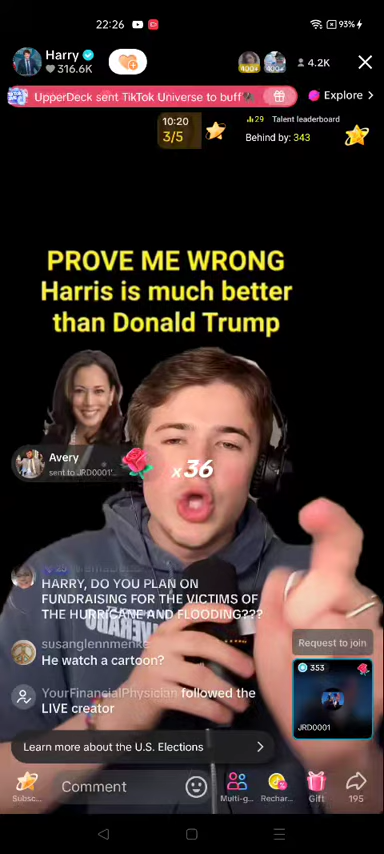 22:26
93%
Harry
316.6K
400+
400+
4.2K
UpperDeck sent TikTok Universe to buff
Explore
10:20
3/5
29 Talent leaderboard
Behind by: 343
PROVE ME WRONG
Harris is much better
than Donald Trump
Avery
sent to JRD0001'...
x36
HARRY, DO YOU PLAN ON
FUNDRAISING FOR THE VICTIMS OF
THE HURRICANE AND FLOODING???
susanglennmenke
He watch a cartoon?
YourFinancialPhysician followed the
LIVE creator
Request to join
353
JRD0001
Learn more about the U.S. Elections
Subsc...
Comment
Multi-g...
Rechar...
Gift
195